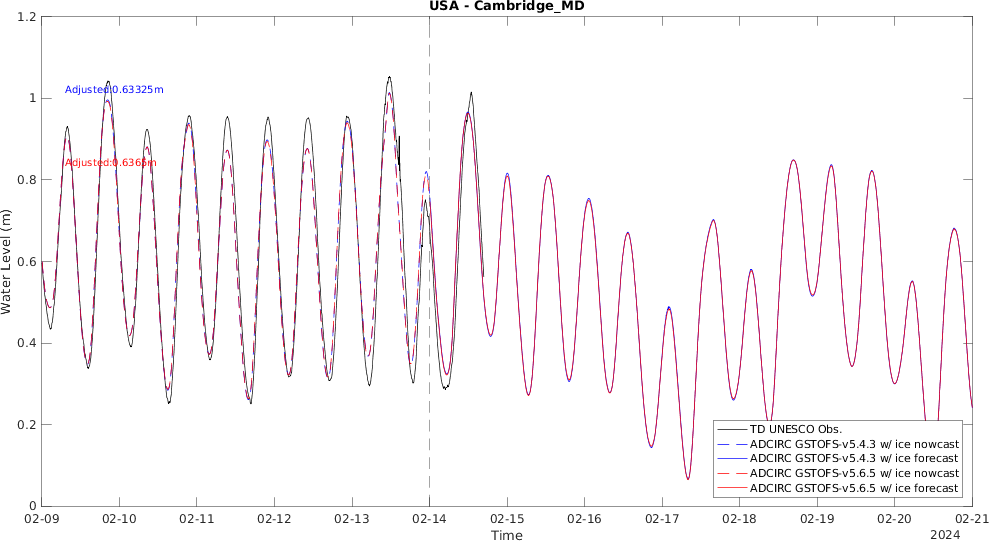 USA - Cambridge_MD
1.2
1
0.8
0.6
0.4
0.2
0
Water Level (m)
Adjusted:0.63325m
Adjusted:0.6365m
TD UNESCO Obs.
ADCIRC GSTOFS-v5.4.3 w/ ice nowcast
ADCIRC GSTOFS-v5.4.3 w/ ice forecast
ADCIRC GSTOFS-v5.6.5 w/ ice nowcast
ADCIRC GSTOFS-v5.6.5 w/ ice forecast
02-09 02-10 02-11 02-12 02-13 02-14 02-15 02-16 02-17 02-18 02-19 02-20 02-21
Time
2024